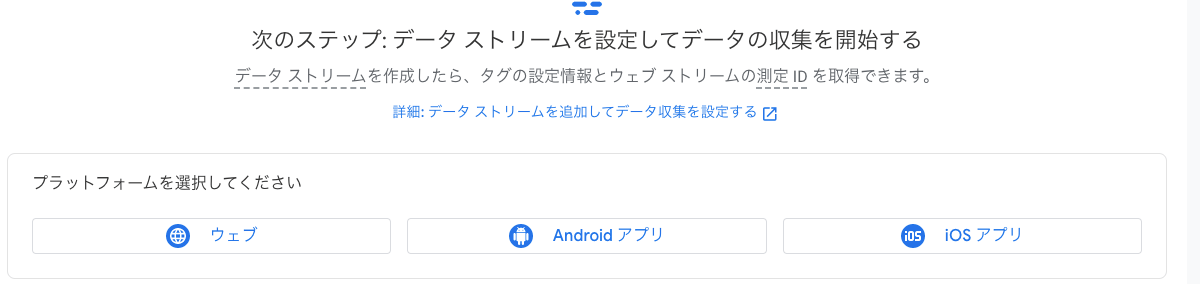 次のステップ: データ ストリームを設定してデータの収集を開始する
データ ストリームを作成したら、タグの設定情報とウェブ ストリームの測定 ID を取得できます。
詳細: データ ストリームを追加してデータ収集を設定する
プラットフォームを選択してください
ウェブ
Android アプリ
iOS iOS アプリ